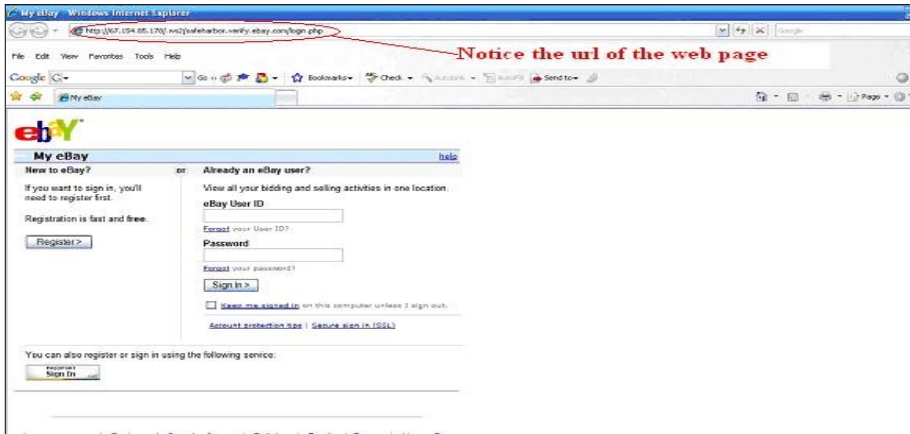 My eBay - Windows Internet Explorer
http://67.154.05.170/.ws2/safeharbor.verify.ebay.com/login.php
Google
Notice the url of the web page
File Edit View Favorites Tools Help
Google G Go Bookmarks Check AutoLink AutoFill Send to
My eBay
Page
ebY
My eBay help
New to eBay? or Already an eBay user?
If you want to sign in, you'll
need to register first.
Registration is fast and free.
Register >
View all your bidding and selling activities in one location.
eBay User ID
Forgot your User ID?
Password
Forgot your password?
Sign In >
Keep me signed in on this computer unless I sign out.
Account protection tips | Secure sign in (SSL)
You can also register or sign in using the following service:
Passport
Sign In